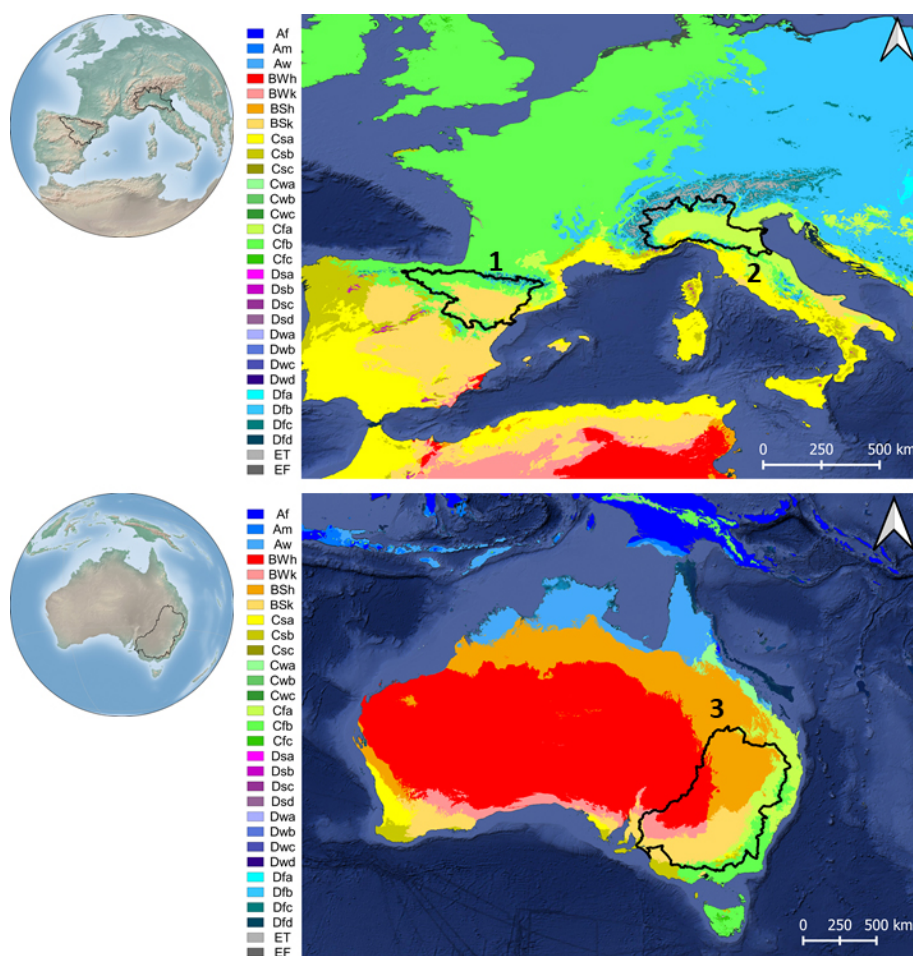 Af
Am
Aw
BWh
BWk
BSh
BSk
Csa
Csb
Csc
Cwa
Cwb
Cwc
Cfa
Cfb
Cfc
Dsa
Dsb
Dsc
Dsd
Dwa
Dwb
Dwc
Dwd
Dfa
Dfb
Dfc
Dfd
ET
EF
1
2
0 250 500 km
Af
Am
Aw
BWh
BWk
BSh
BSk
Csa
Csb
Csc
Cwa
Cwb
Cwc
Cfa
Cfb
Cfc
Dsa
Dsb
Dsc
Dsd
Dwa
Dwb
Dwc
Dwd
Dfa
Dfb
Dfc
Dfd
ET
EF
3
0 250 500 km